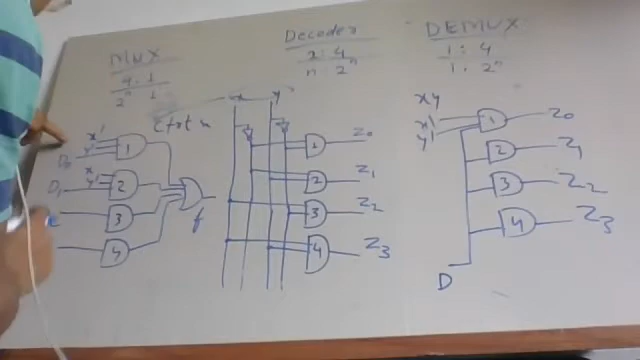 MUX
4:1
2ⁿ 1
Decoder
2:4
n:2ⁿ
DEMUX
1:4
1:2ⁿ
x y
x' y'
D₀
1
x y'
D₁
2
3
4
f
x y
1
Z0
2
Z1
3
Z2
4
Z3
xy
x'
y'
1
Z0
2
Z1
3
Z2
4
Z3
D